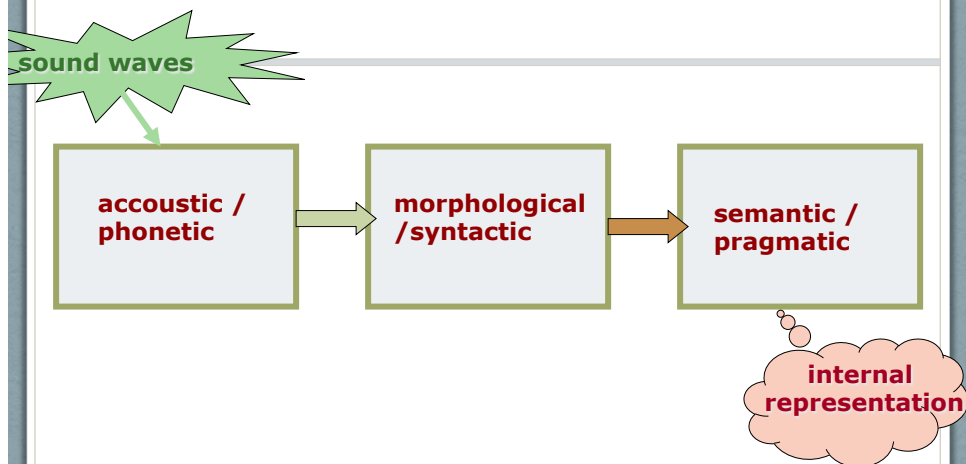 sound waves
accoustic /
phonetic
morphological
/syntactic
semantic /
pragmatic
internal
representation